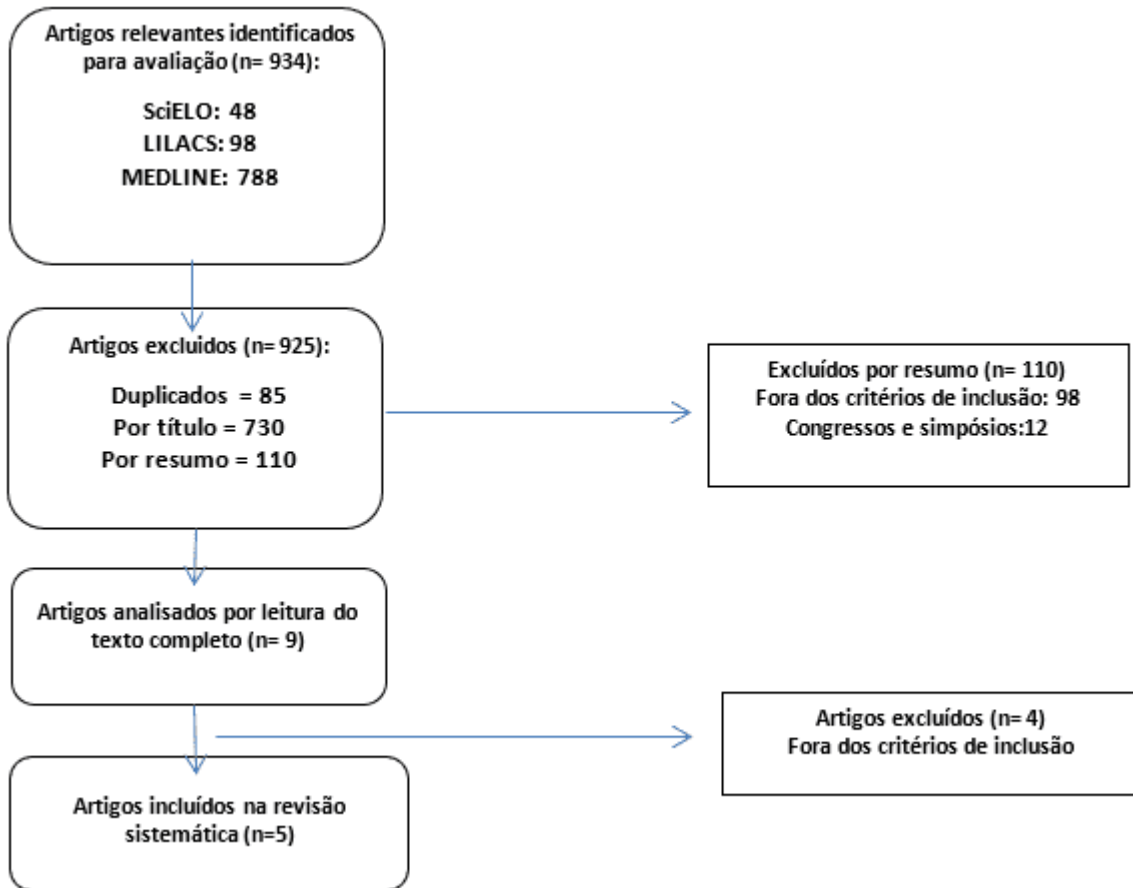 Artigos relevantes identificados
para avaliação (n= 934):
SciELO: 48
LILACS: 98
MEDLINE: 788
Artigos excluidos (n= 925):
Duplicados = 85
Por título = 730
Por resumo = 110
Excluídos por resumo (n= 110)
Fora dos critérios de inclusão: 98
Congressos e simpósios:12
Artigos analisados por leitura do
texto completo (n= 9)
Artigos excluídos (n= 4)
Fora dos critérios de inclusão
Artigos incluídos na revisão
sistemática (n=5)